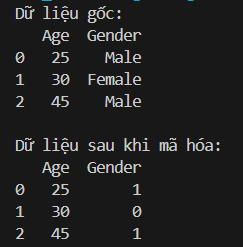 Dữ liệu gốc:
   Age  Gender
0   25    Male
1   30  Female
2   45    Male

Dữ liệu sau khi mã hóa:
   Age  Gender
0   25       1
1   30       0
2   45       1